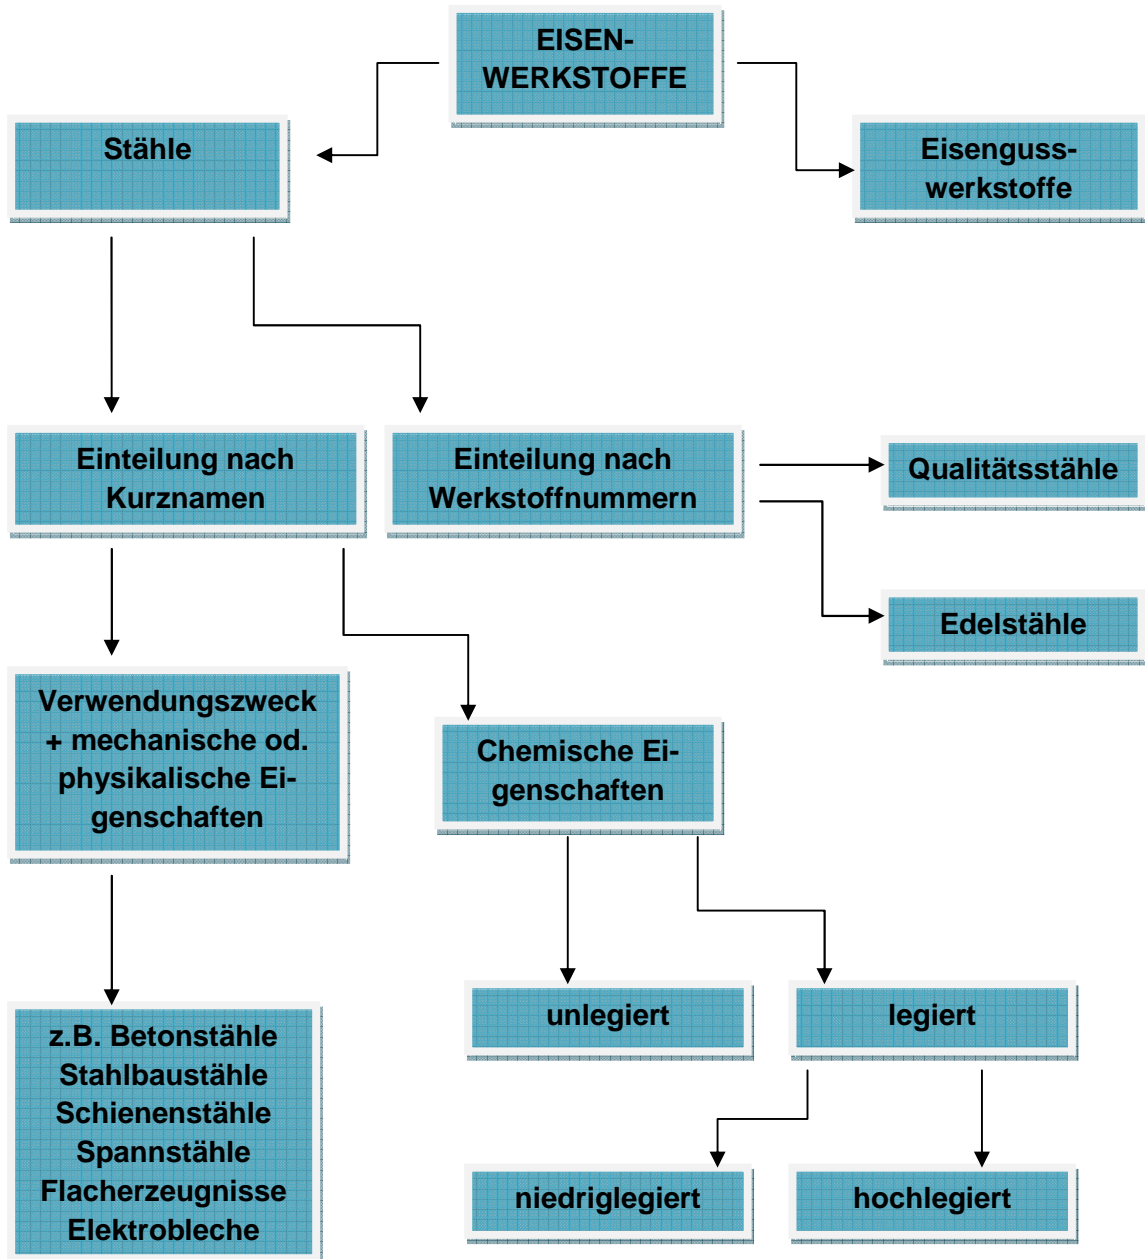 EISEN-
WERKSTOFFE
Stähle
Eisenguss-
werkstoffe
Einteilung nach
Kurznamen
Einteilung nach
Werkstoffnummern
Qualitätsstähle
Edelstähle
Verwendungszweck
+ mechanische od.
physikalische Ei-
genschaften
Chemische Ei-
genschaften
unlegiert
legiert
z.B. Betonstähle
Stahlbaustähle
Schienenstähle
Spannstähle
Flacherzeugnisse
Elektrobleche
niedriglegiert
hochlegiert